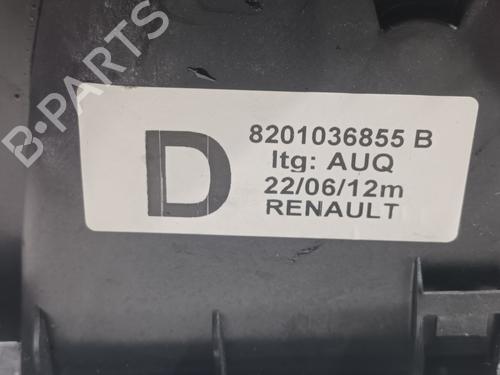 B-PARTS
D
8201036855 B
ltg: AUQ
22/06/12m
RENAULT